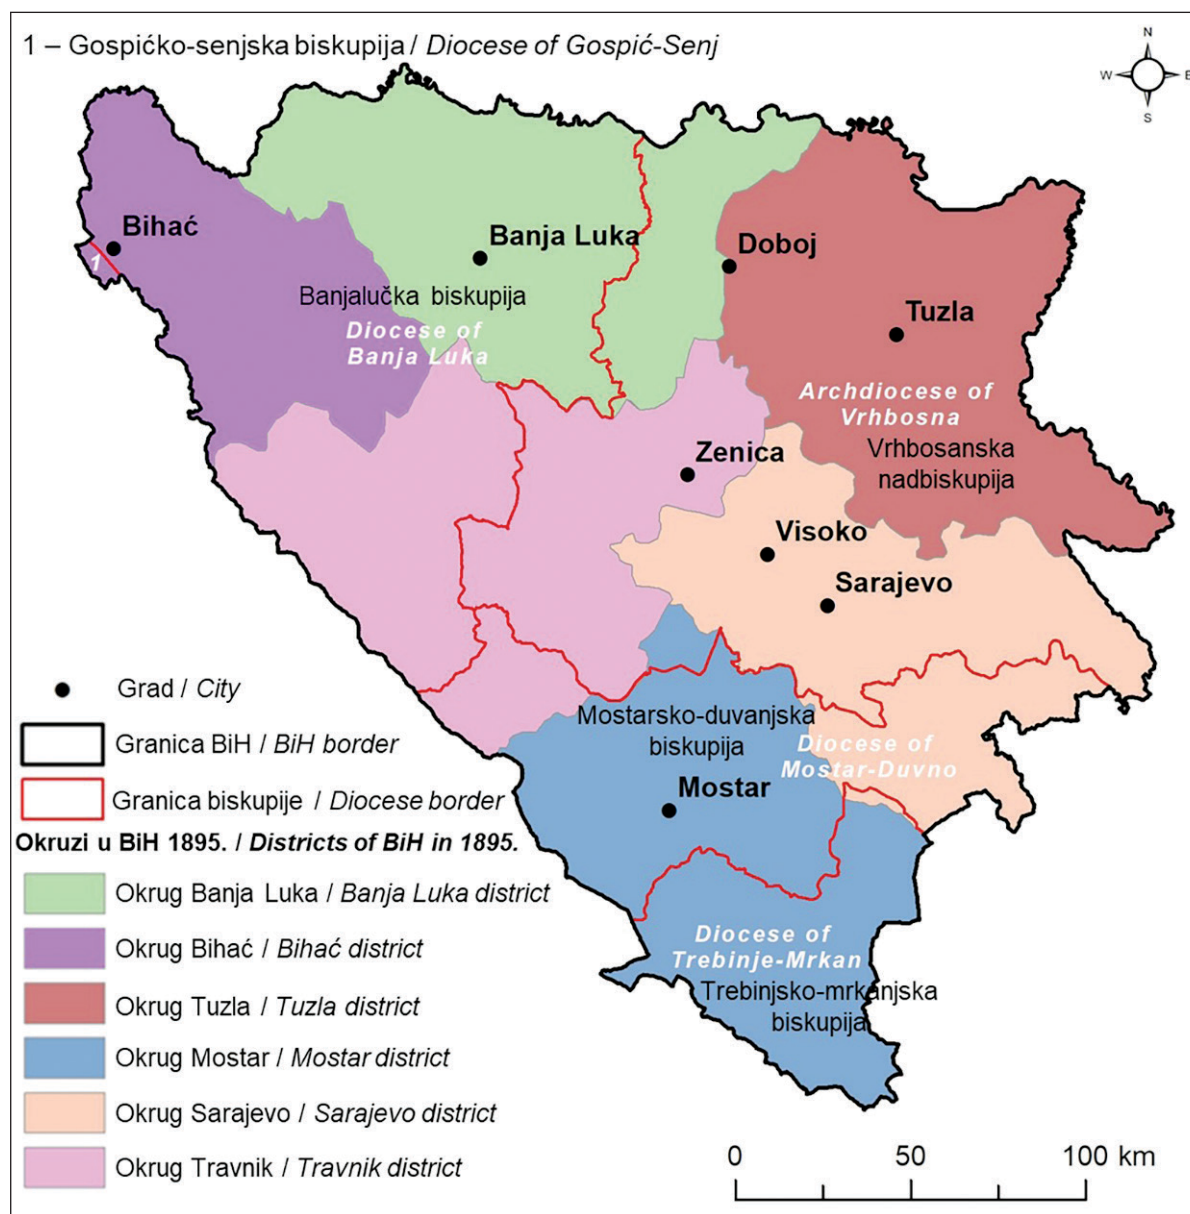 1 – Gospićko-senjska biskupija / Diocese of Gospić-Senj
N
W E
S
Bihać
1
Banja Luka
Banjalučka biskupija
Diocese of
Banja Luka
Doboj
Tuzla
Archdiocese of
Vrhbosna
Vrhbosanska
nadbiskupija
Zenica
Visoko
Sarajevo
Mostarsko-duvanjska
biskupija
Diocese of
Mostar-Duvno
Mostar
Diocese of
Trebinje-Mrkan
Trebinjsko-mrkanjska
biskupija
Grad / City
Granica BiH / BiH border
Granica biskupije / Diocese border
Okruzi u BiH 1895. / Districts of BiH in 1895.
Okrug Banja Luka / Banja Luka district
Okrug Bihać / Bihać district
Okrug Tuzla / Tuzla district
Okrug Mostar / Mostar district
Okrug Sarajevo / Sarajevo district
Okrug Travnik / Travnik district
0 50 100 km